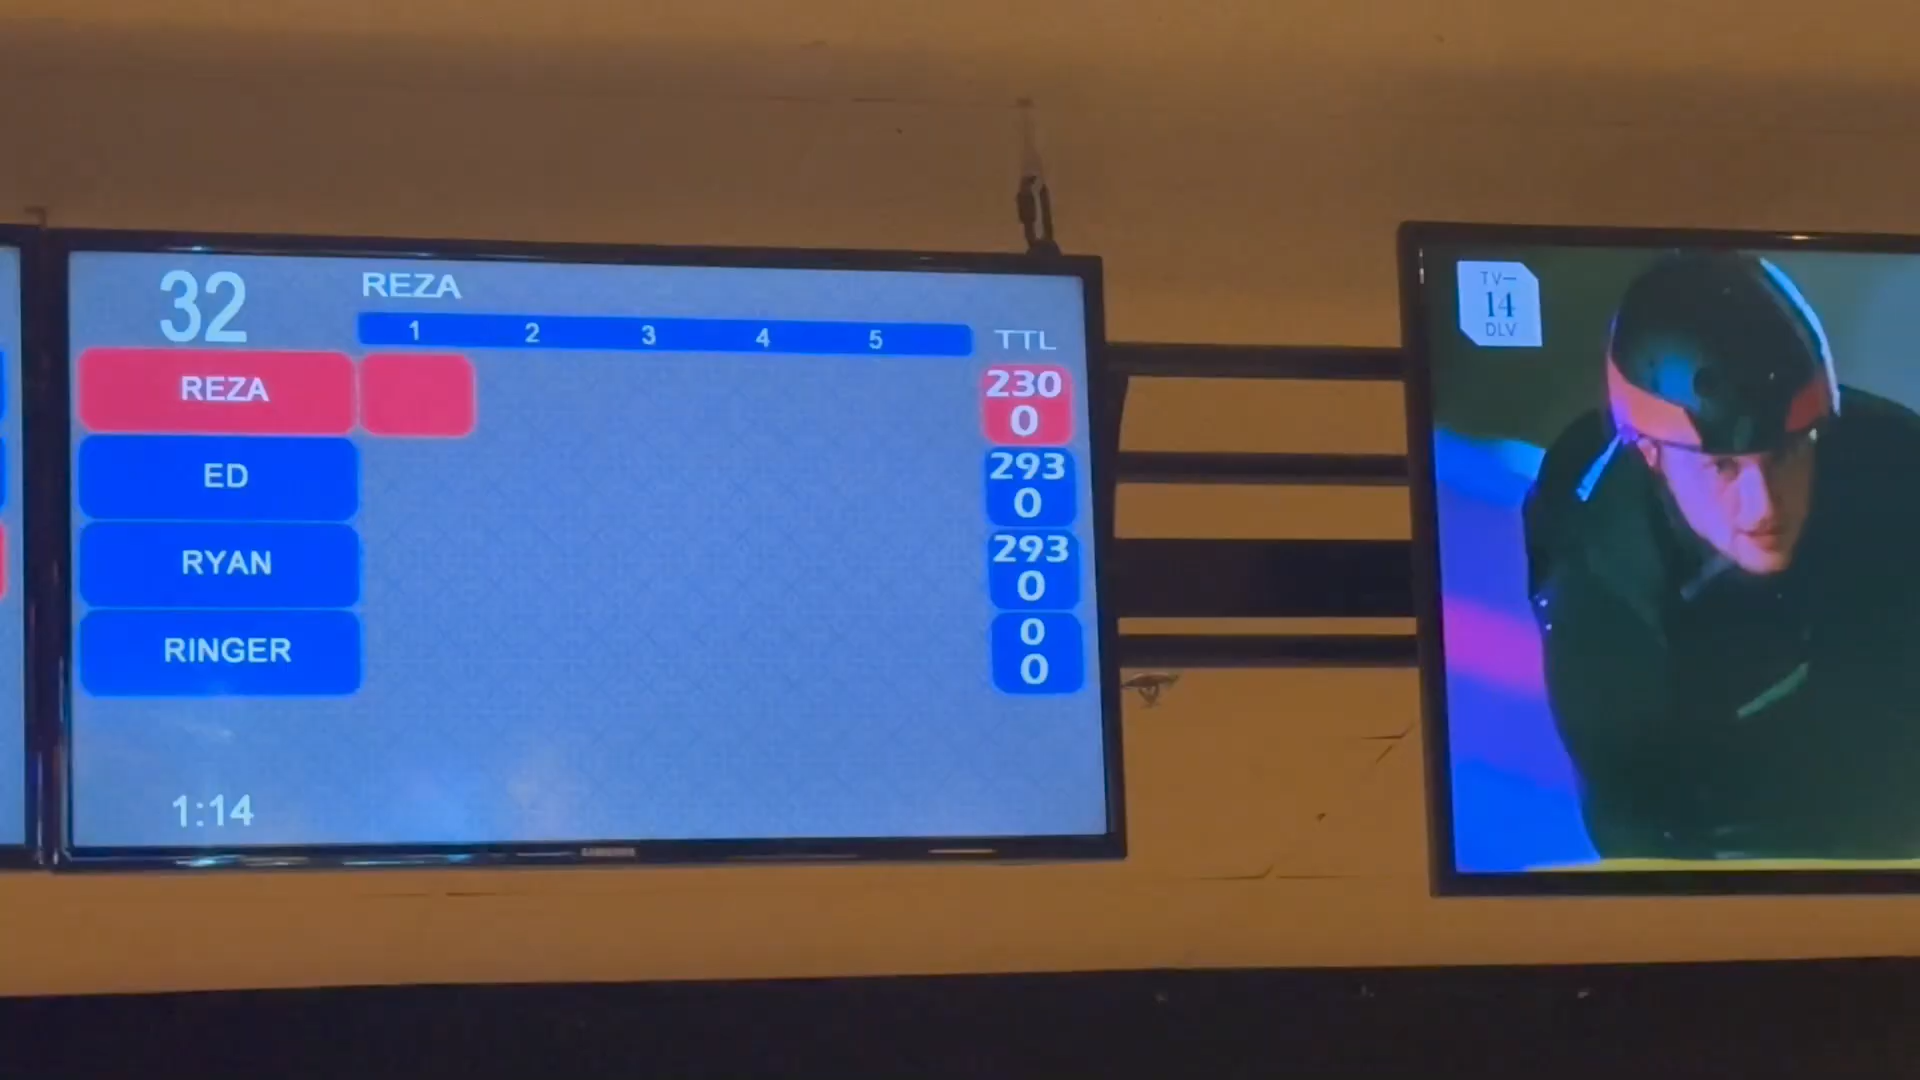 32 REZA
1 2 3 4 5 TTL
REZA 230
0
ED 293
0
RYAN 293
0
RINGER 0
0
1:14
SAMSUNG
TV-
14
DLV